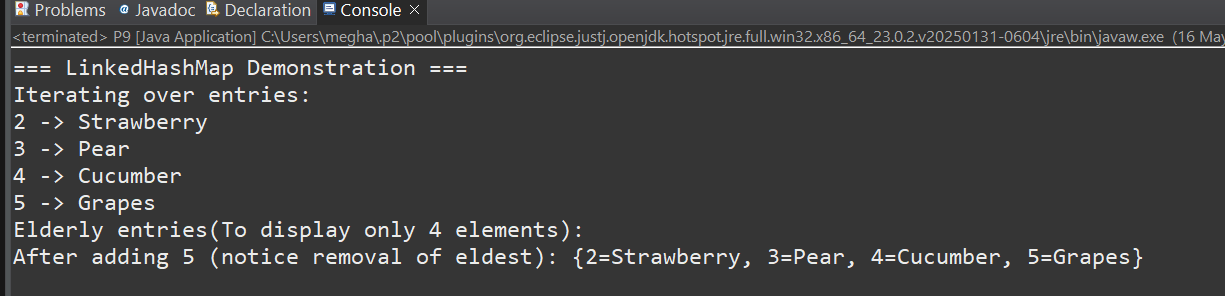 Problems Javadoc Declaration Console
<terminated> P9 [Java Application] C:\Users\megha\.p2\pool\plugins\org.eclipse.justj.openjdk.hotspot.jre.full.win32.x86_64_23.0.2.v20250131-0604\jre\bin\javaw.exe (16 May
=== LinkedHashMap Demonstration ===
Iterating over entries:
2 -> Strawberry
3 -> Pear
4 -> Cucumber
5 -> Grapes
Elderly entries(To display only 4 elements):
After adding 5 (notice removal of eldest): {2=Strawberry, 3=Pear, 4=Cucumber, 5=Grapes}